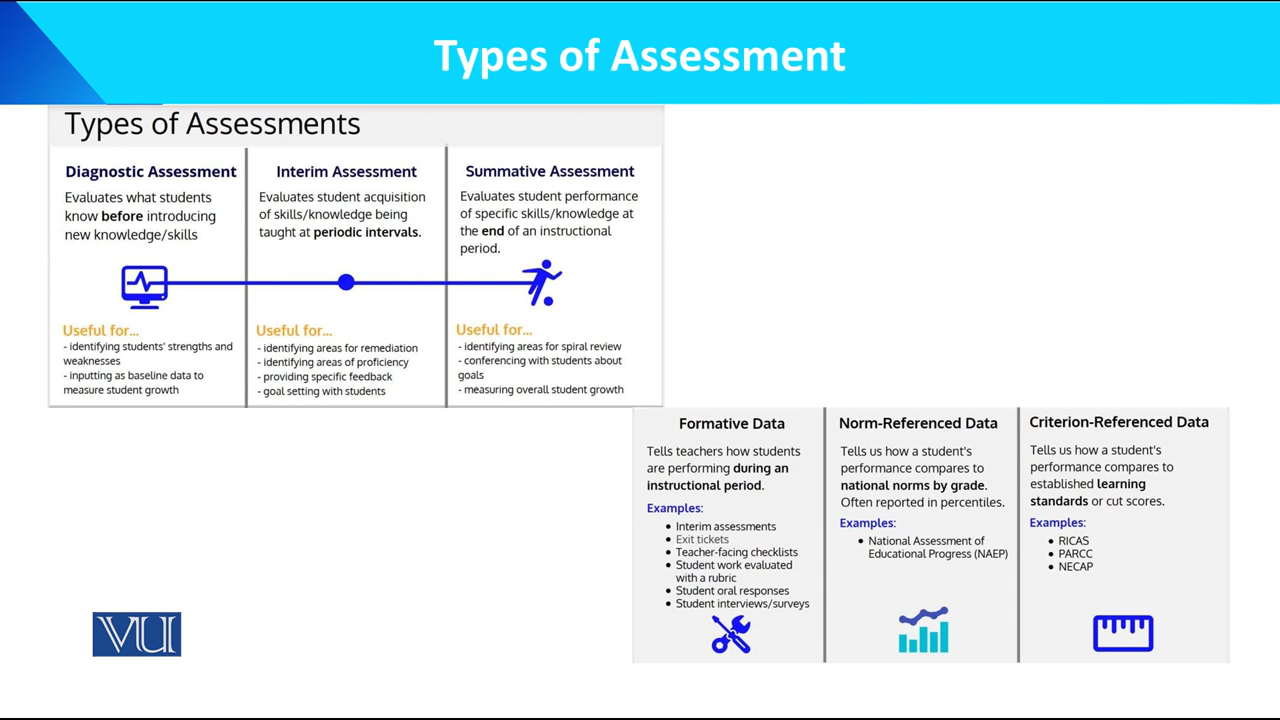 Types of Assessment
Types of Assessments
Diagnostic Assessment
Evaluates what students
know before introducing
new knowledge/skills
Useful for...
- identifying students' strengths and
weaknesses
- inputting as baseline data to
measure student growth
Interim Assessment
Evaluates student acquisition
of skills/knowledge being
taught at periodic intervals.
Useful for...
- identifying areas for remediation
- identifying areas of proficiency
- providing specific feedback
- goal setting with students
Summative Assessment
Evaluates student performance
of specific skills/knowledge at
the end of an instructional
period.
Useful for...
- identifying areas for spiral review
- conferencing with students about
goals
- measuring overall student growth
Formative Data
Tells teachers how students
are performing during an
instructional period.
Examples:
• Interim assessments
• Exit tickets
• Teacher-facing checklists
• Student work evaluated
with a rubric
• Student oral responses
• Student interviews/surveys
Norm-Referenced Data
Tells us how a student's
performance compares to
national norms by grade.
Often reported in percentiles.
Examples:
• National Assessment of
Educational Progress (NAEP)
Criterion-Referenced Data
Tells us how a student's
performance compares to
established learning
standards or cut scores.
Examples:
• RICAS
• PARCC
• NECAP
VU